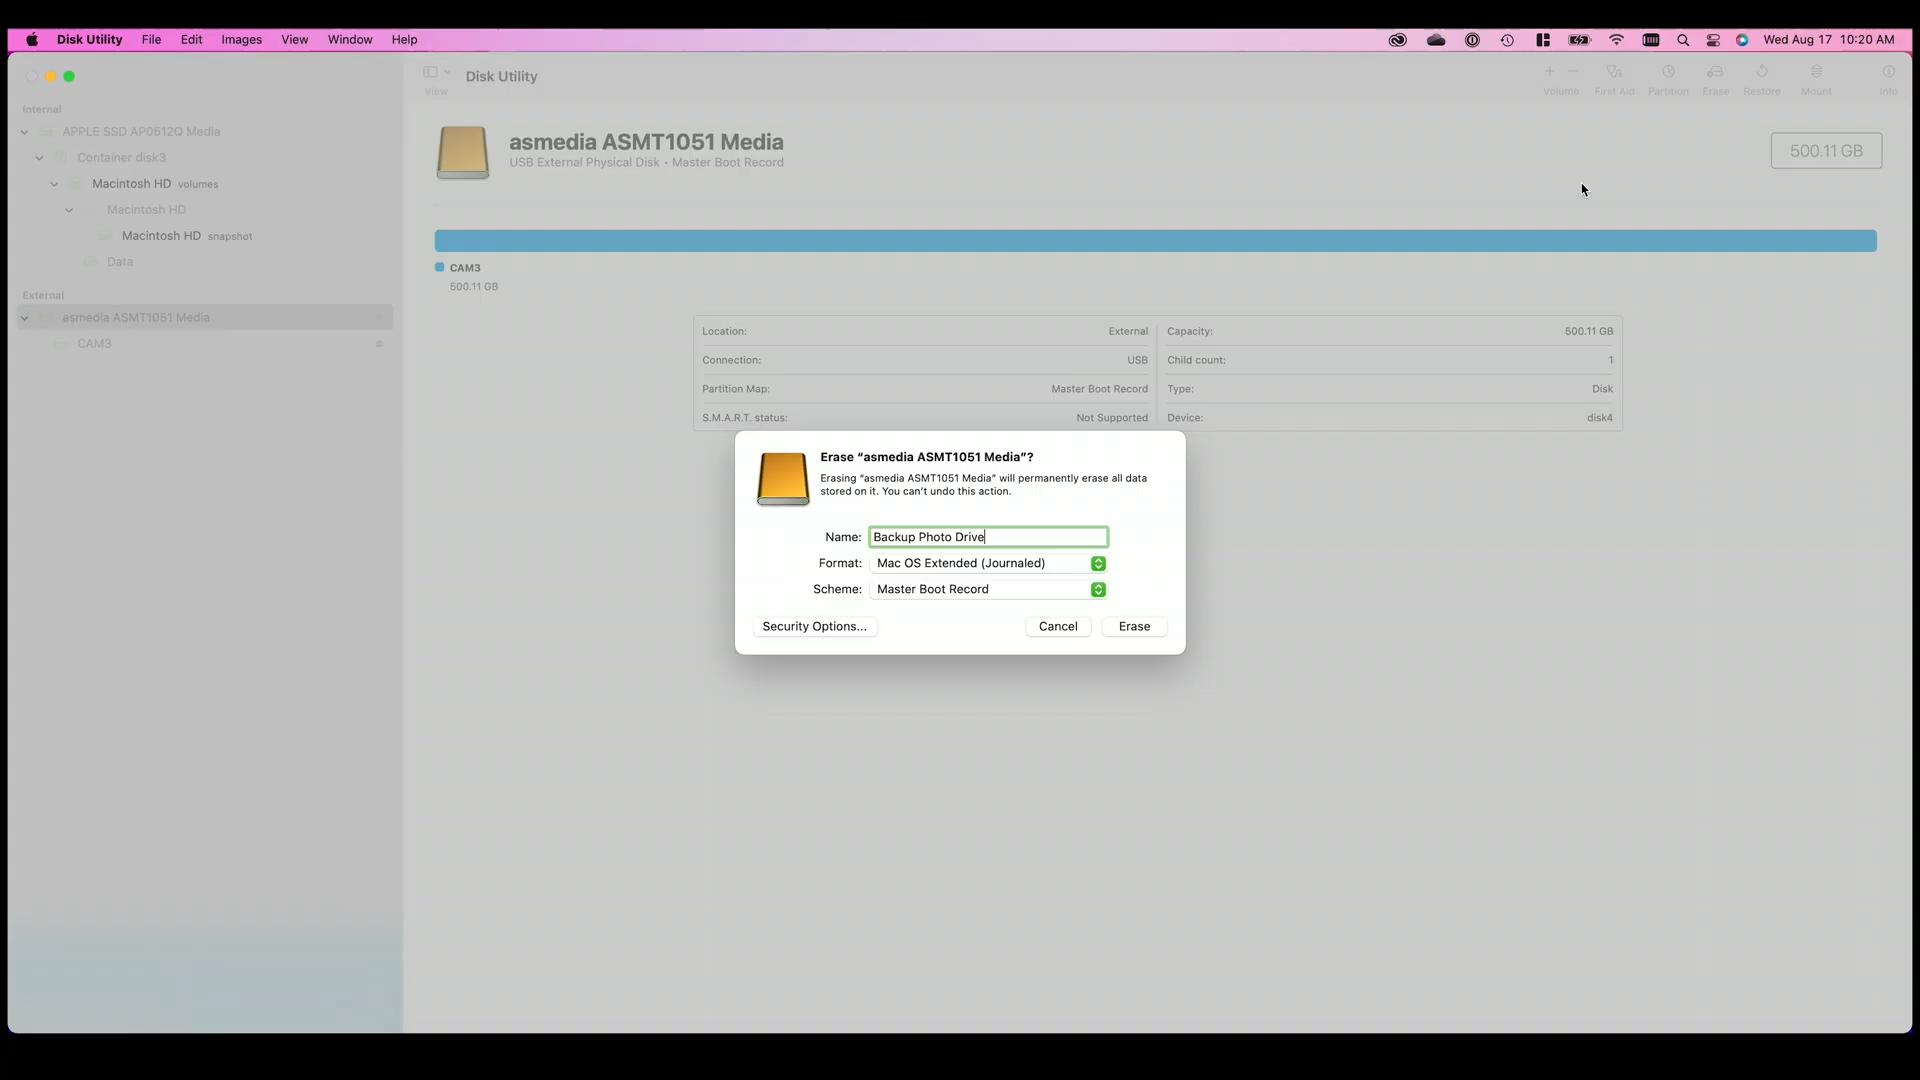 Disk Utility File Edit Images View Window Help Wed Aug 17 10:20 AM
Disk Utility
View
Volume First Aid Partition Erase Restore Mount Info
Internal
APPLE SSD AP0512Q Media
Container disk3
Macintosh HD volumes
Macintosh HD
Macintosh HD snapshot
Data
External
asmedia ASMT1051 Media
CAM3
asmedia ASMT1051 Media
USB External Physical Disk • Master Boot Record
500.11 GB
CAM3
500.11 GB
Location: External Capacity: 500.11 GB
Connection: USB Child count: 1
Partition Map: Master Boot Record Type: Disk
S.M.A.R.T. status: Not Supported Device: disk4
Erase “asmedia ASMT1051 Media”?
Erasing “asmedia ASMT1051 Media” will permanently erase all data
stored on it. You can’t undo this action.
Name: Backup Photo Drive
Format: Mac OS Extended (Journaled)
Scheme: Master Boot Record
Security Options... Cancel Erase